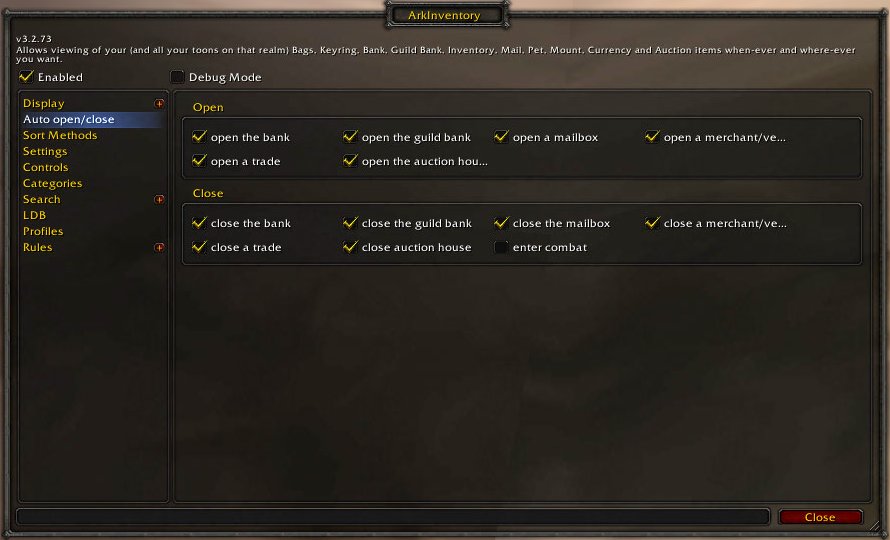 ArkInventory
v3.2.73
Allows viewing of your (and all your toons on that realm) Bags, Keyring, Bank, Guild Bank, Inventory, Mail, Pet, Mount, Currency and Auction items when-ever and where-ever
you want.
Enabled Debug Mode
Display
Auto open/close
Sort Methods
Settings
Controls
Categories
Search
LDB
Profiles
Rules
Open
open the bank open the guild bank open a mailbox open a merchant/ve...
open a trade open the auction hou...
Close
close the bank close the guild bank close the mailbox close a merchant/ve...
close a trade close auction house enter combat
Close